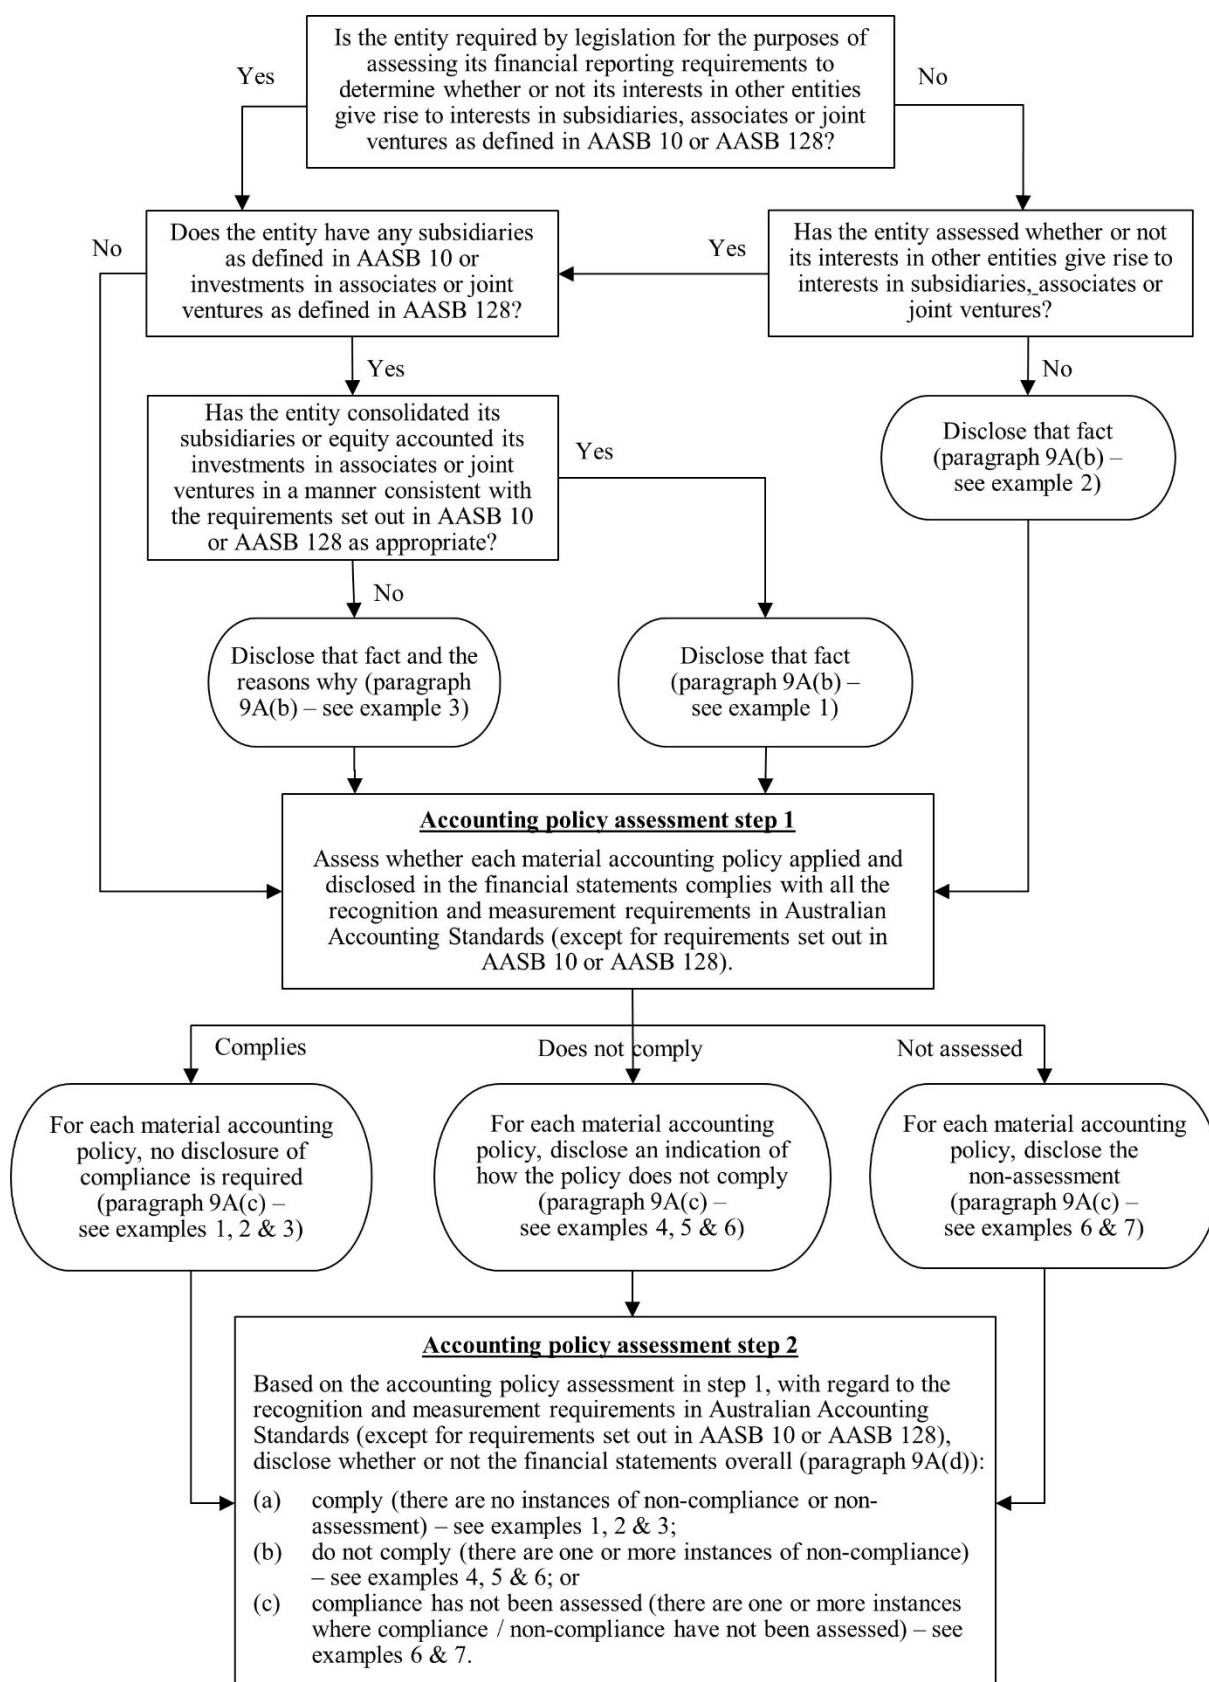 Is the entity required by legislation for the purposes of
assessing its financial reporting requirements to
determine whether or not its interests in other entities
give rise to interests in subsidiaries, associates or joint
ventures as defined in AASB 10 or AASB 128?
Yes
No
Does the entity have any subsidiaries
as defined in AASB 10 or
investments in associates or joint
ventures as defined in AASB 128?
No
Yes
Has the entity assessed whether or not
its interests in other entities give rise to
interests in subsidiaries, associates or
joint ventures?
Yes
No
Has the entity consolidated its
subsidiaries or equity accounted its
investments in associates or joint
ventures in a manner consistent with
the requirements set out in AASB 10
or AASB 128 as appropriate?
Yes
Disclose that fact
(paragraph 9A(b) –
see example 2)
No
Disclose that fact and the
reasons why (paragraph
9A(b) – see example 3)
Disclose that fact
(paragraph 9A(b) –
see example 1)
Accounting policy assessment step 1
Assess whether each material accounting policy applied and
disclosed in the financial statements complies with all the
recognition and measurement requirements in Australian
Accounting Standards (except for requirements set out in
AASB 10 or AASB 128).
Complies
Does not comply
Not assessed
For each material accounting
policy, no disclosure of
compliance is required
(paragraph 9A(c) –
see examples 1, 2 & 3)
For each material accounting
policy, disclose an indication of
how the policy does not comply
(paragraph 9A(c) –
see examples 4, 5 & 6)
For each material accounting
policy, disclose the
non-assessment
(paragraph 9A(c) –
see examples 6 & 7)
Accounting policy assessment step 2
Based on the accounting policy assessment in step 1, with regard to the
recognition and measurement requirements in Australian Accounting
Standards (except for requirements set out in AASB 10 or AASB 128),
disclose whether or not the financial statements overall (paragraph 9A(d)):
(a) comply (there are no instances of non-compliance or non-
assessment) – see examples 1, 2 & 3;
(b) do not comply (there are one or more instances of non-compliance)
– see examples 4, 5 & 6; or
(c) compliance has not been assessed (there are one or more instances
where compliance / non-compliance have not been assessed) – see
examples 6 & 7.